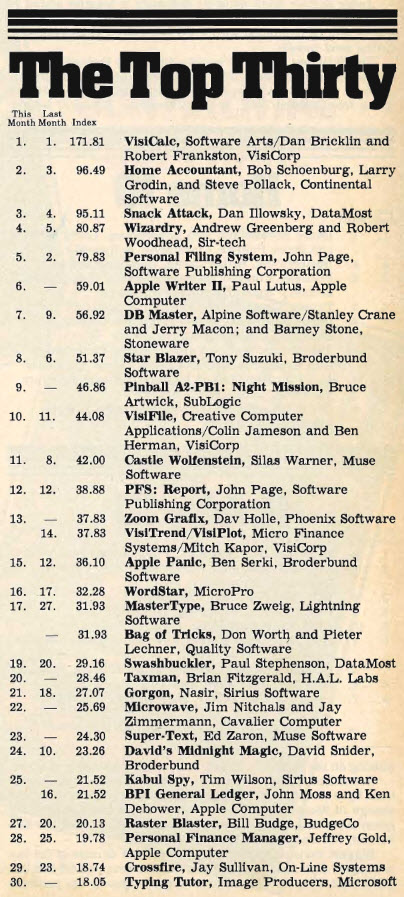 The Top Thirty
This Last
Month Month Index
1. 1. 171.81 VisiCalc, Software Arts/Dan Bricklin and
Robert Frankston, VisiCorp
2. 3. 96.49 Home Accountant, Bob Schoenburg, Larry
Grodin, and Steve Pollack, Continental
Software
3. 4. 95.11 Snack Attack, Dan Illowsky, DataMost
4. 5. 80.87 Wizardry, Andrew Greenberg and Robert
Woodhead, Sir-tech
5. 2. 79.83 Personal Filing System, John Page,
Software Publishing Corporation
6. — 59.01 Apple Writer II, Paul Lutus, Apple
Computer
7. 9. 56.92 DB Master, Alpine Software/Stanley Crane
and Jerry Macon; and Barney Stone,
Stoneware
8. 6. 51.37 Star Blazer, Tony Suzuki, Broderbund
Software
9. — 46.86 Pinball A2-PB1: Night Mission, Bruce
Artwick, SubLogic
10. 11. 44.08 VisiFile, Creative Computer
Applications/Colin Jameson and Ben
Herman, VisiCorp
11. 8. 42.00 Castle Wolfenstein, Silas Warner, Muse
Software
12. 12. 38.88 PFS: Report, John Page, Software
Publishing Corporation
13. — 37.83 Zoom Grafix, Dav Holle, Phoenix Software
14. 37.83 VisiTrend/VisiPlot, Micro Finance
Systems/Mitch Kapor, VisiCorp
15. 12. 36.10 Apple Panic, Ben Serki, Broderbund
Software
16. 17. 32.28 WordStar, MicroPro
17. 27. 31.93 MasterType, Bruce Zweig, Lightning
Software
— 31.93 Bag of Tricks, Don Worth and Pieter
Lechner, Quality Software
19. 20. 29.16 Swashbuckler, Paul Stephenson, DataMost
20. — 28.46 Taxman, Brian Fitzgerald, H.A.L. Labs
21. 18. 27.07 Gorgon, Nasir, Sirius Software
22. — 25.69 Microwave, Jim Nitchals and Jay
Zimmermann, Cavalier Computer
23. — 24.30 Super-Text, Ed Zaron, Muse Software
24. 10. 23.26 David's Midnight Magic, David Snider,
Broderbund
25. — 21.52 Kabul Spy, Tim Wilson, Sirius Software
16. 21.52 BPI General Ledger, John Moss and Ken
Debower, Apple Computer
27. 20. 20.13 Raster Blaster, Bill Budge, BudgeCo
28. 25. 19.78 Personal Finance Manager, Jeffrey Gold,
Apple Computer
29. 23. 18.74 Crossfire, Jay Sullivan, On-Line Systems
30. — 18.05 Typing Tutor, Image Producers, Microsoft